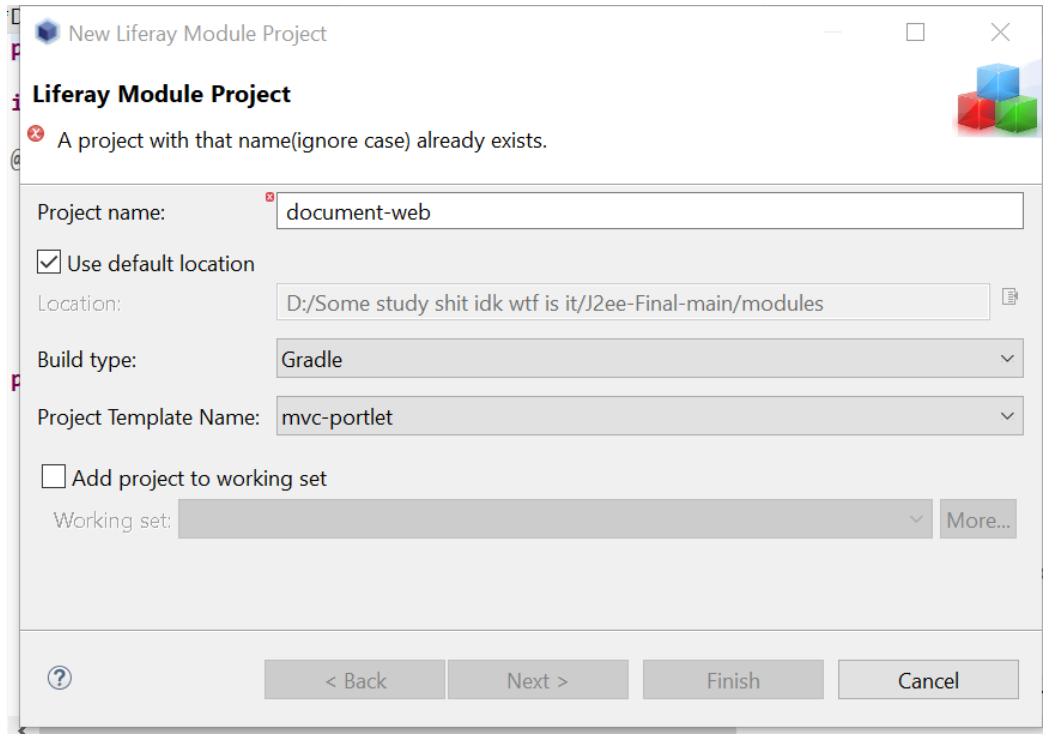 New Liferay Module Project
Liferay Module Project
A project with that name(ignore case) already exists.
Project name: document-web
Use default location
Location: D:/Some study shit idk wtf is it/J2ee-Final-main/modules
Build type: Gradle
Project Template Name: mvc-portlet
Add project to working set
Working set: More...
? < Back Next > Finish Cancel